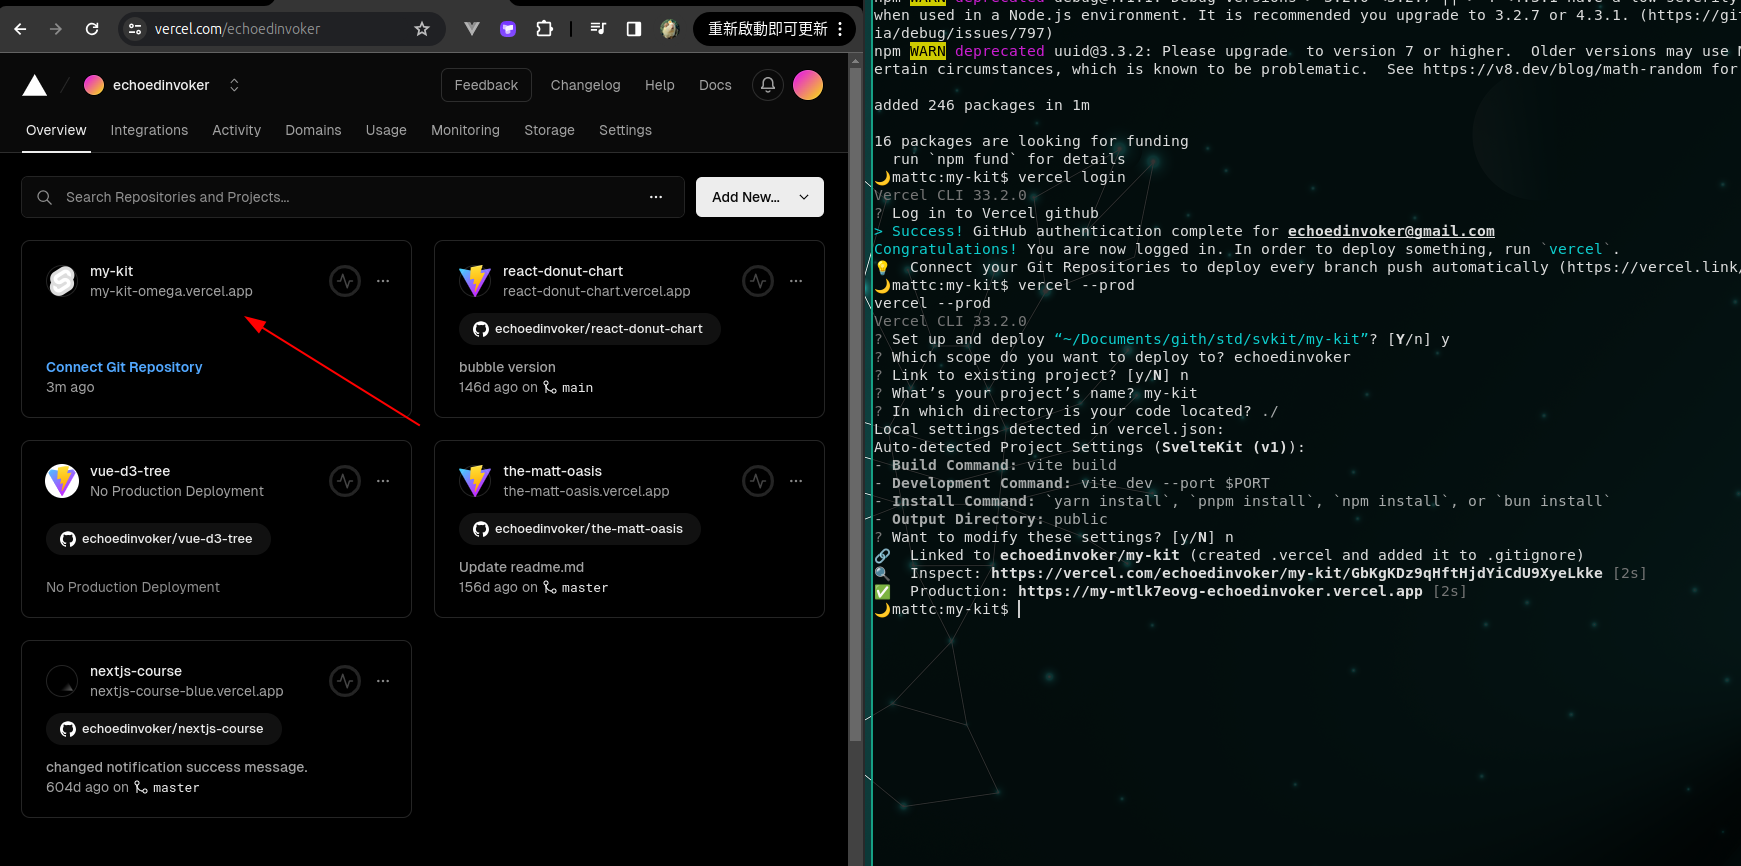 vercel.com/echoedinvoker
重新啟動即可更新
echoedinvoker
Feedback
Changelog
Help
Docs
Overview
Integrations
Activity
Domains
Usage
Monitoring
Storage
Settings
Search Repositories and Projects...
Add New...
my-kit
my-kit-omega.vercel.app
Connect Git Repository
3m ago
react-donut-chart
react-donut-chart.vercel.app
echoedinvoker/react-donut-chart
bubble version
146d ago on main
vue-d3-tree
No Production Deployment
echoedinvoker/vue-d3-tree
No Production Deployment
the-matt-oasis
the-matt-oasis.vercel.app
echoedinvoker/the-matt-oasis
Update readme.md
156d ago on master
nextjs-course
nextjs-course-blue.vercel.app
echoedinvoker/nextjs-course
changed notification success message.
604d ago on master
when used in a Node.js environment. It is recommended you upgrade to 3.2.7 or 4.3.1. (https://git
ia/debug/issues/797)
npm WARN deprecated uuid@3.3.2: Please upgrade  to version 7 or higher.  Older versions may use M
ertain circumstances, which is known to be problematic.  See https://v8.dev/blog/math-random for
added 246 packages in 1m
16 packages are looking for funding
run `npm fund` for details
mattc:my-kit$ vercel login
Vercel CLI 33.2.0
? Log in to Vercel github
> Success! GitHub authentication complete for echoedinvoker@gmail.com
Congratulations! You are now logged in. In order to deploy something, run `vercel`.
💡 Connect your Git Repositories to deploy every branch push automatically (https://vercel.link/
mattc:my-kit$ vercel --prod
vercel --prod
Vercel CLI 33.2.0
? Set up and deploy “~/Documents/gith/std/svkit/my-kit”? [Y/n] y
? Which scope do you want to deploy to? echoedinvoker
? Link to existing project? [y/N] n
? What’s your project’s name? my-kit
? In which directory is your code located? ./
Local settings detected in vercel.json:
Auto-detected Project Settings (SvelteKit (v1)):
- Build Command: vite build
- Development Command: vite dev --port $PORT
- Install Command: `yarn install`, `pnpm install`, `npm install`, or `bun install`
- Output Directory: public
? Want to modify these settings? [y/N] n
🔗 Linked to echoedinvoker/my-kit (created .vercel and added it to .gitignore)
🔍 Inspect: https://vercel.com/echoedinvoker/my-kit/GbKgKDz9qHftHjdYiCdU9XyeLkke [2s]
✅ Production: https://my-mtlk7eovg-echoedinvoker.vercel.app [2s]
mattc:my-kit$